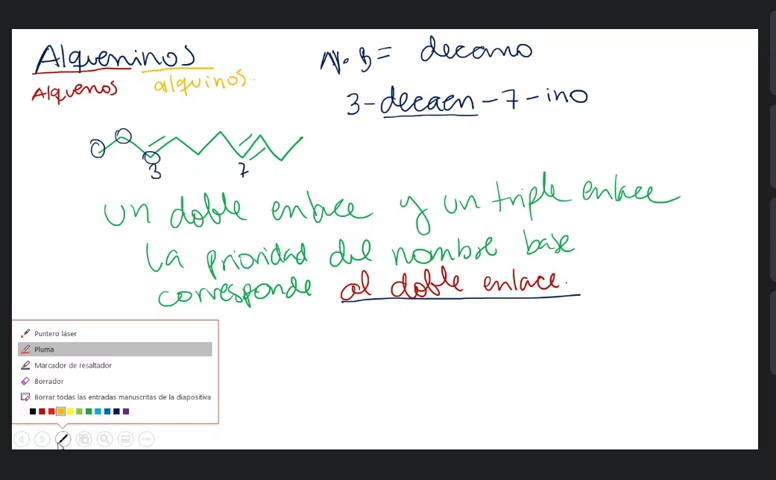 Alqueninos
N.B = decano
Alquenos alquinos.
3-decaen-7-ino
3 7
un doble enlace y un triple enlace
la prioridad del nombre base
corresponde al doble enlace.
Puntero láser
Pluma
Marcador de resaltador
Borrador
Borrar todas las entradas manuscritas de la diapositiva